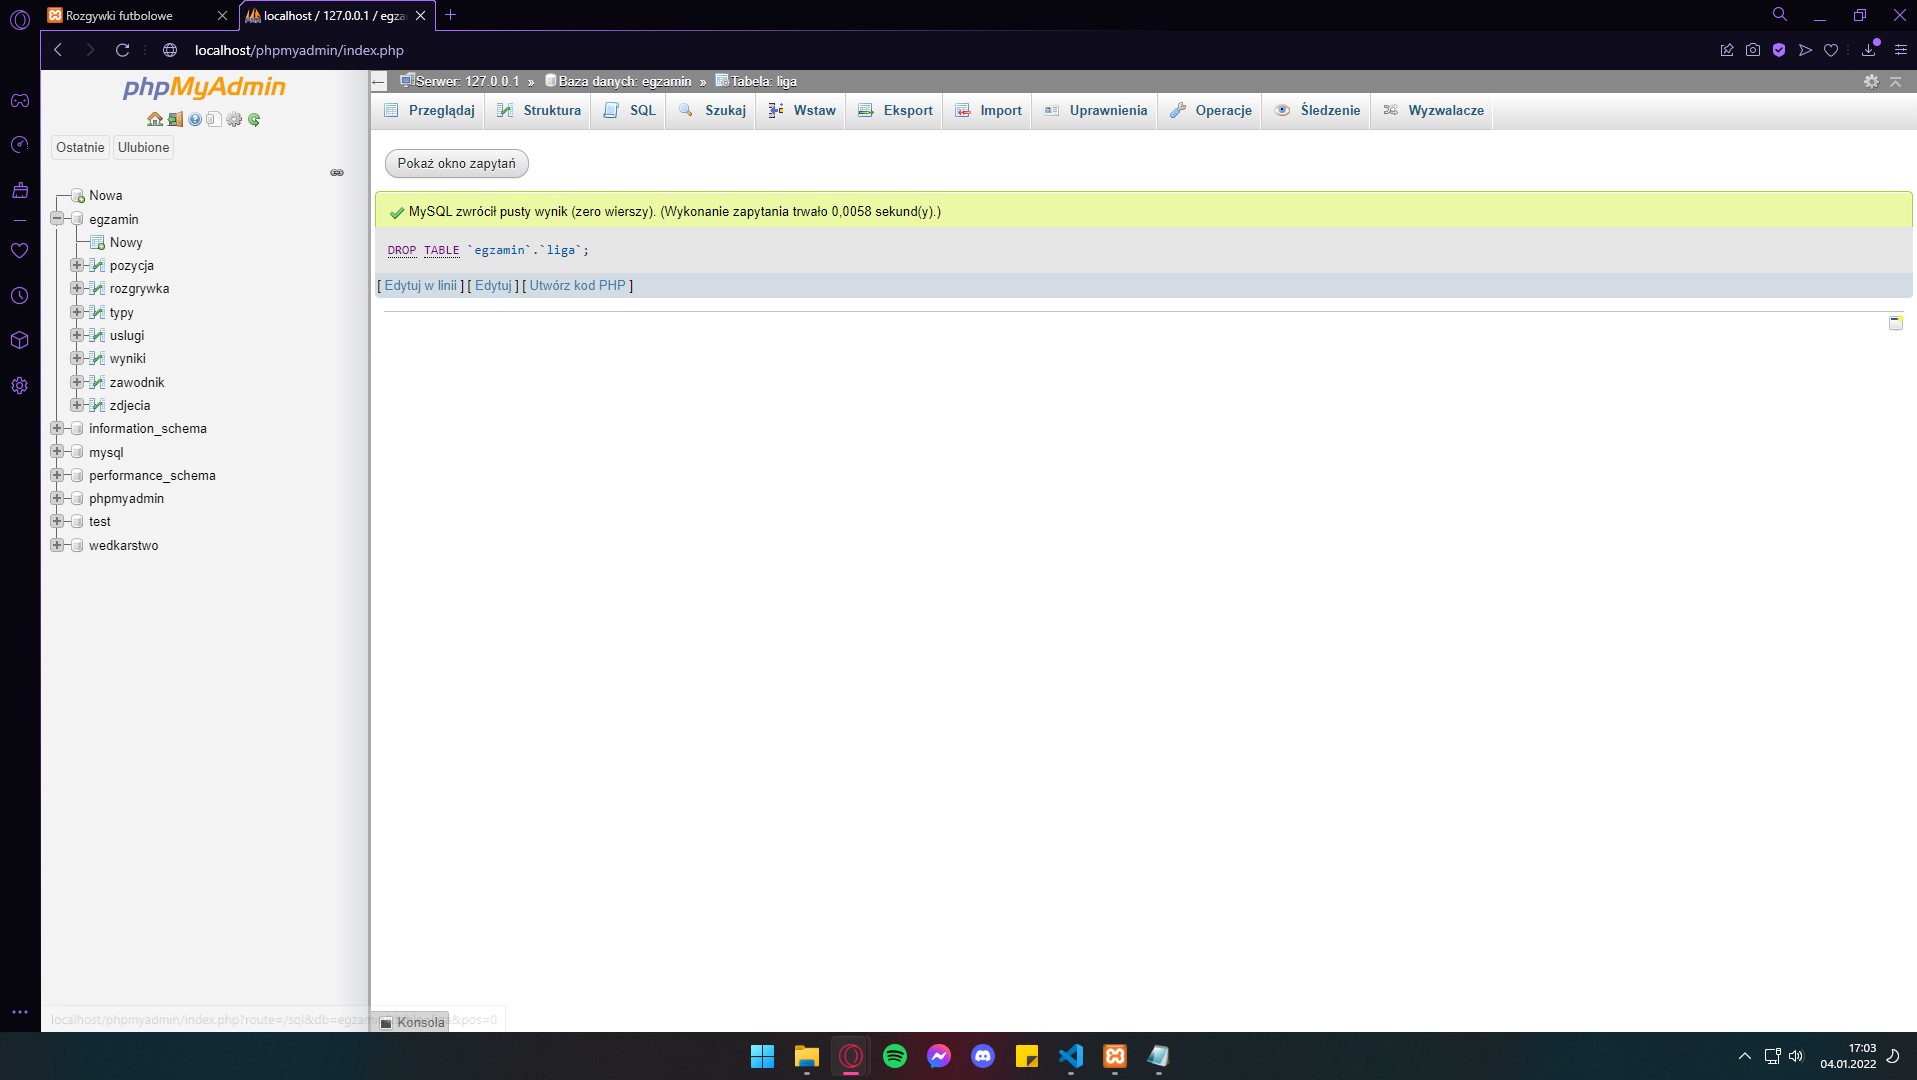 Rozgywki futbolowe
localhost / 127.0.0.1 / egza
localhost/phpmyadmin/index.php
phpMyAdmin
Ostatnie
Ulubione
Nowa
egzamin
Nowy
pozycja
rozgrywka
typy
uslugi
wyniki
zawodnik
zdjecia
information_schema
mysql
performance_schema
phpmyadmin
test
wedkarstwo
Serwer: 127.0.0.1 » Baza danych: egzamin » Tabela: liga
Przeglądaj Struktura SQL Szukaj Wstaw Eksport Import Uprawnienia Operacje Śledzenie Wyzwalacze
Pokaż okno zapytań
MySQL zwrócił pusty wynik (zero wierszy). (Wykonanie zapytania trwało 0,0058 sekund(y).)
DROP TABLE `egzamin`.`liga`;
[ Edytuj w linii ] [ Edytuj ] [ Utwórz kod PHP ]
localhost/phpmyadmin/index.php?route=/sql&db=egzamin &pos=0
Konsola
17:03
04.01.2022